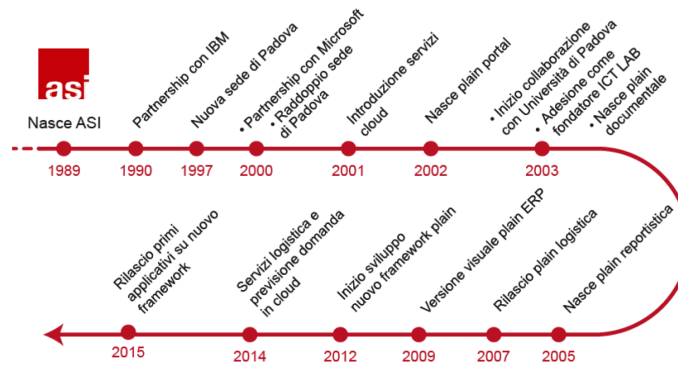 asi
Nasce ASI
1989
Partnership con IBM
1990
Nuova sede di Padova
1997
• Partnership con Microsoft
• Raddoppio sede
di Padova
2000
Introduzione servizi
cloud
2001
Nasce plain portal
2002
• Inizio collaborazione
con Università di Padova
• Adesione come
fondatore ICT LAB
• Nasce plain
documentale
2003
Nasce plain reportistica
2005
Rilascio plain logistica
2007
Versione visuale plain ERP
2009
Inizio sviluppo
nuovo framework plain
2012
Servizi logistica e
previsione domanda
in cloud
2014
Rilascio primi
applicativi su nuovo
framework
2015